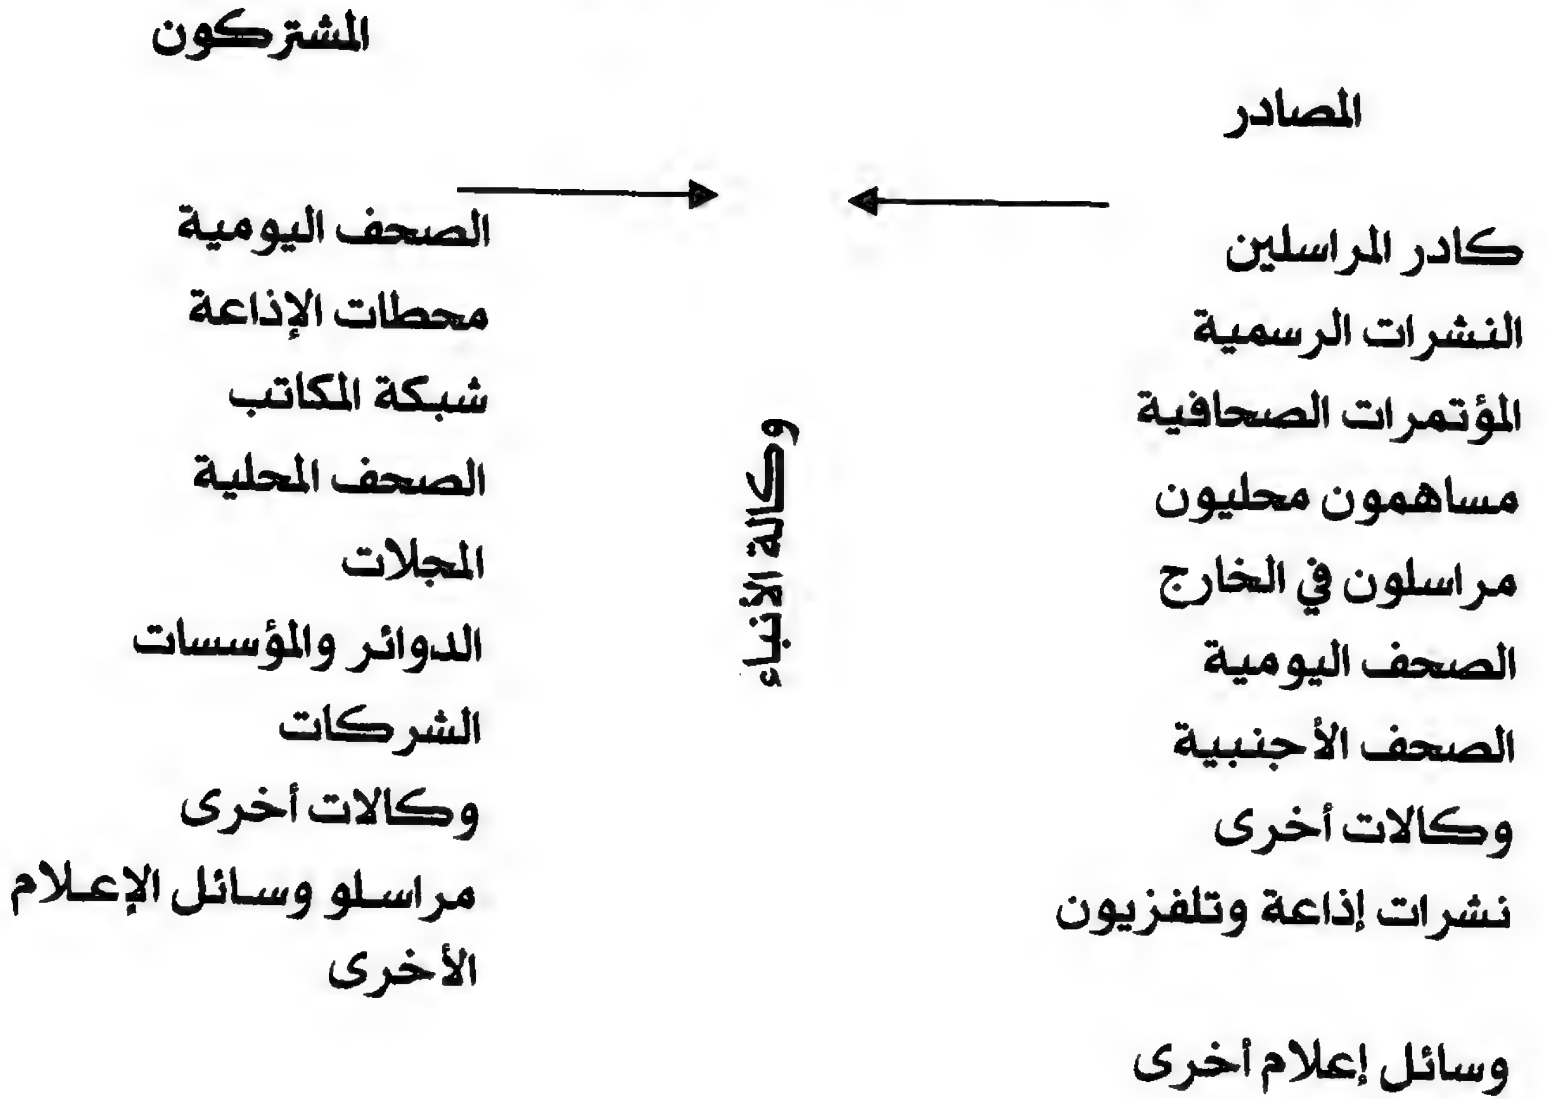 المشتركون
المصادر
كادر المراسلين
النشرات الرسمية
المؤتمرات الصحافية
مساهمون محليون
مراسلون في الخارج
الصحف اليومية
الصحف الأجنبية
وكالات أخرى
نشرات إذاعة وتلفزيون
وسائل إعلام أخرى
وكالة الأنباء
الصحف اليومية
محطات الإذاعة
شبكة المكاتب
الصحف المحلية
المجلات
الدوائر والمؤسسات
الشركات
وكالات أخرى
مراسلو وسائل الإعلام
الأخرى